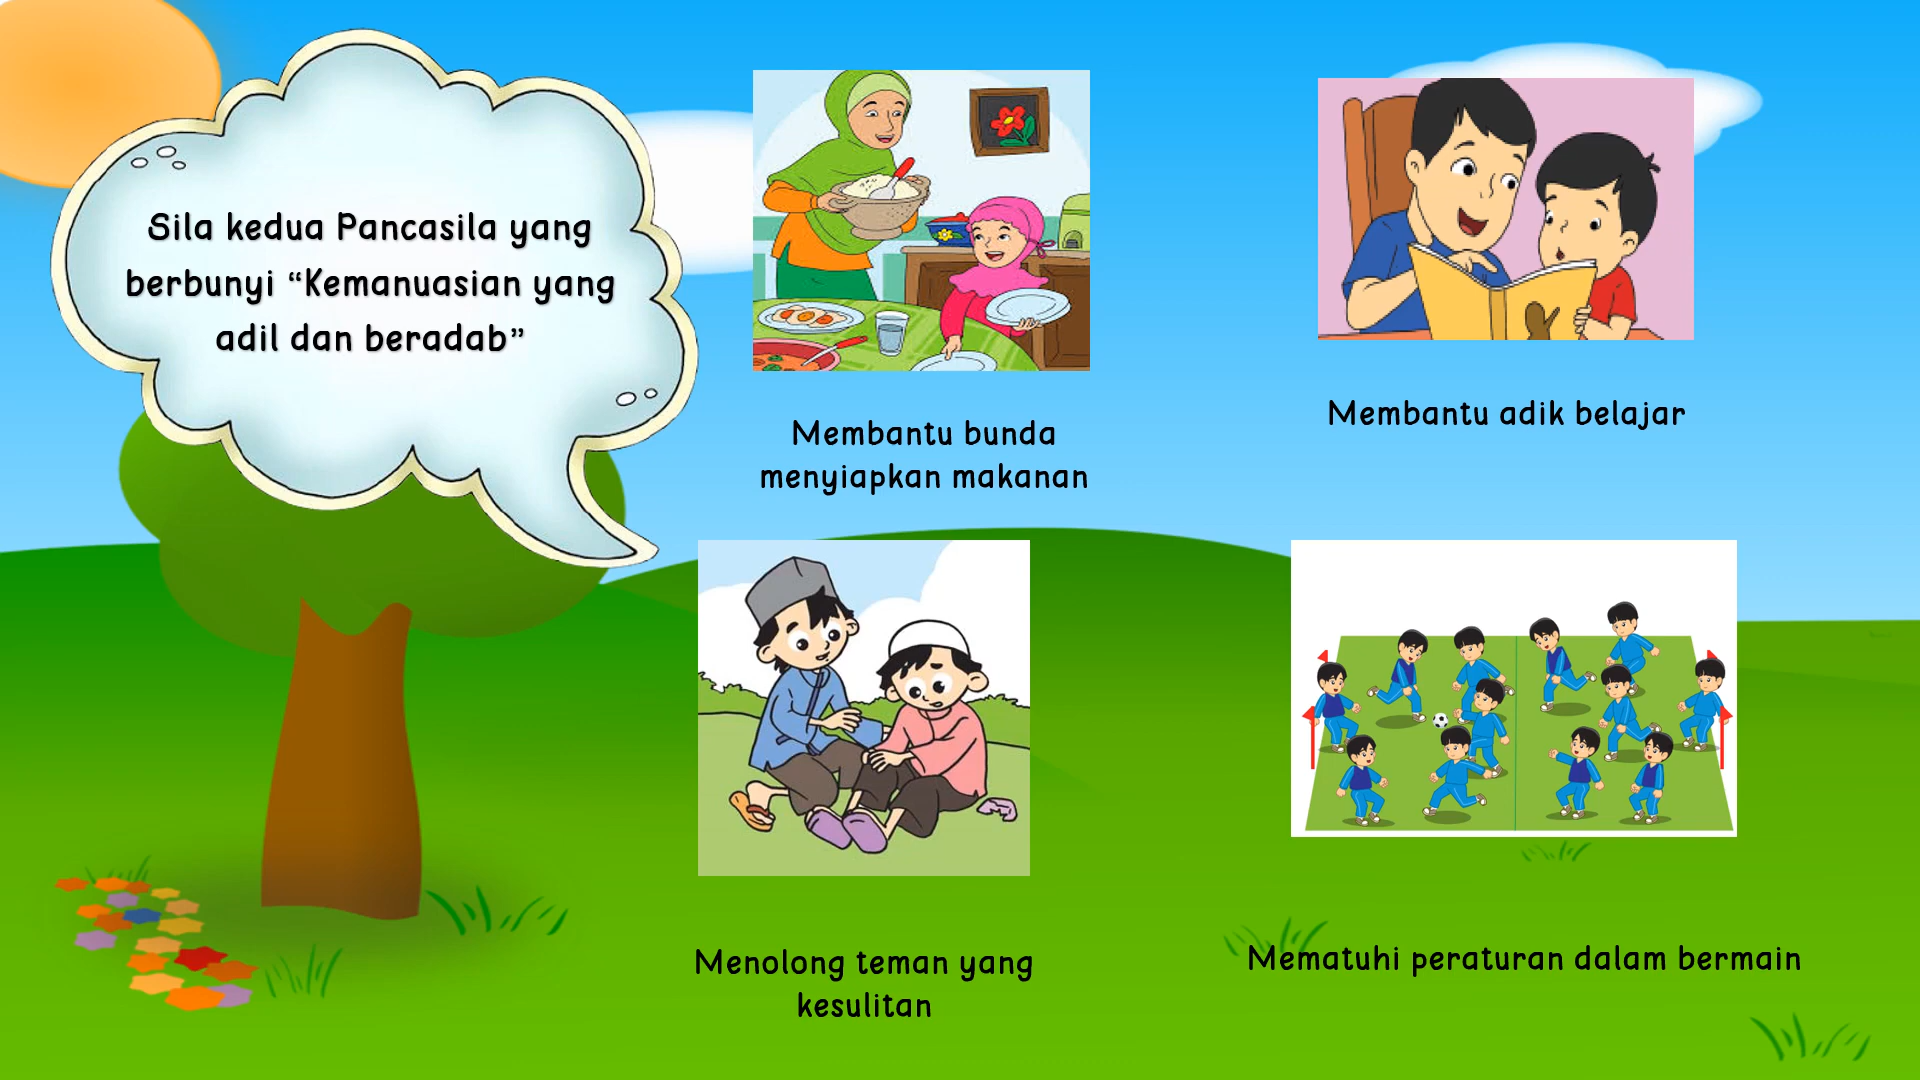 Sila kedua Pancasila yang
berbunyi “Kemanuasian yang
adil dan beradab”
Membantu bunda
menyiapkan makanan
Membantu adik belajar
Menolong teman yang
kesulitan
Mematuhi peraturan dalam bermain